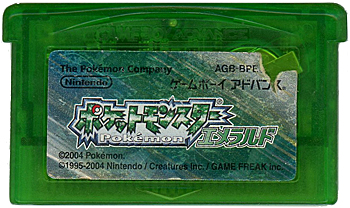 The Pokémon Company AGB-BPE
Nintendo ゲームボーイ アドバンス
ポケットモンスター
POKéMON エメラルド
©2004 Pokémon.
©1995-2004 Nintendo / Creatures inc. / GAME FREAK inc.